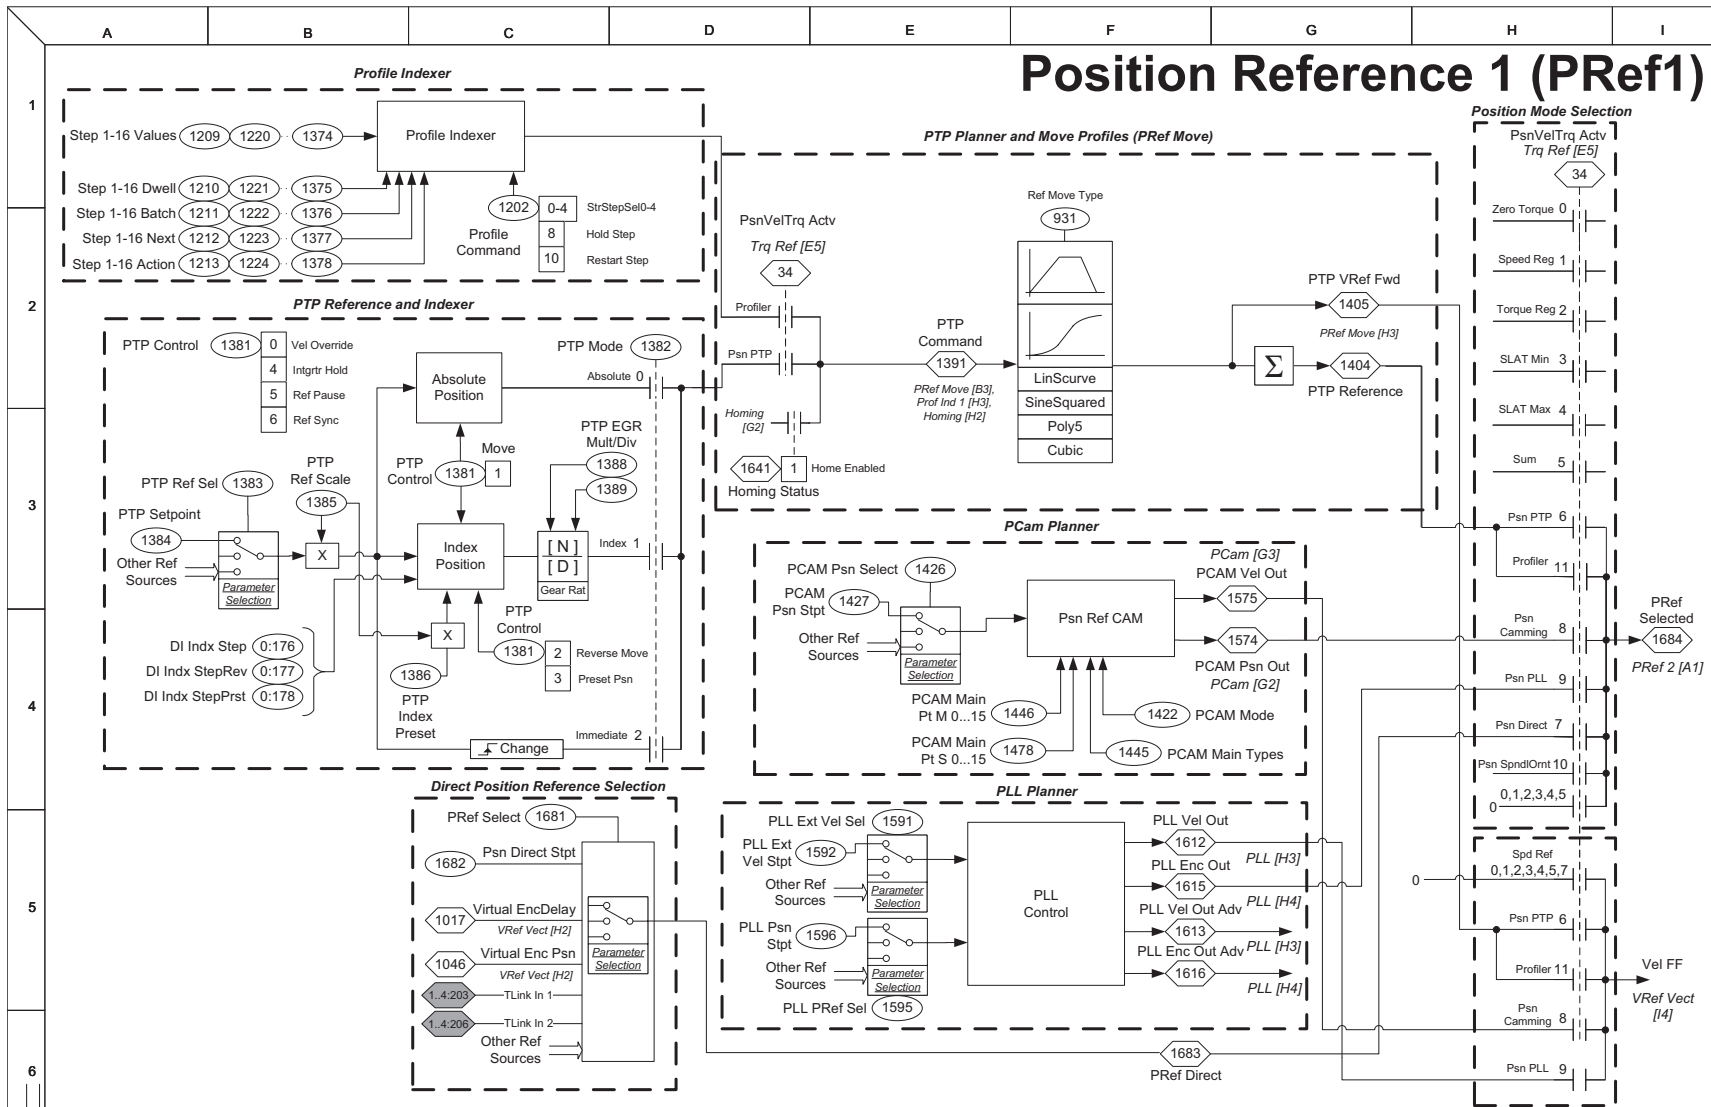 A B C D E F G H I
Position Reference 1 (PRef1)
1
2
3
4
5
6
Profile Indexer
Step 1-16 Values 1209 1220 1374
Profile Indexer
Step 1-16 Dwell 1210 1221 1375
Step 1-16 Batch 1211 1222 1376
Step 1-16 Next 1212 1223 1377
Step 1-16 Action 1213 1224 1378
1202 0-4 StrStepSel0-4
Profile
Command
8 Hold Step
10 Restart Step
PTP Reference and Indexer
PTP Control 1381 0 Vel Override
4 Intgrtr Hold
5 Ref Pause
6 Ref Sync
Absolute
Position
PTP Mode 1382
Absolute 0
PTP EGR
Mult/Div
1388
1389
PTP
Control
1381 1
Move
PTP Ref Sel 1383
PTP
Ref Scale
1385
PTP Setpoint
1384
Other Ref
Sources
Parameter
Selection
X
Index
Position
[ N ]
[ D ]
Gear Rat
Index 1
X
PTP
Control
1381 2 Reverse Move
3 Preset Psn
1386
PTP
Index
Preset
DI Indx Step 0:176
DI Indx StepRev 0:177
DI Indx StepPrst 0:178
Change
Immediate 2
PTP Planner and Move Profiles (PRef Move)
PsnVelTrq Actv
Trq Ref [E5]
34
Profiler
Psn PTP
Homing
[G2]
1641 1 Home Enabled
Homing Status
PTP
Command
1391
PRef Move [B3],
Prof Ind 1 [H3],
Homing [H2]
Ref Move Type
931
LinScurve
SineSquared
Poly5
Cubic
PTP VRef Fwd
1405
PRef Move [H3]
Σ
1404
PTP Reference
PCam Planner
PCAM Psn Select 1426
PCAM
Psn Stpt
1427
Other Ref
Sources
Parameter
Selection
Psn Ref CAM
PCam [G3]
PCAM Vel Out
1575
1574
PCAM Psn Out
PCam [G2]
PCAM Main
Pt M 0...15
1446
PCAM Main
Pt S 0...15
1478
1422 PCAM Mode
1445 PCAM Main Types
Direct Position Reference Selection
PRef Select 1681
1682 Psn Direct Stpt
1017 Virtual EncDelay
VRef Vect [H2]
1046 Virtual Enc Psn
VRef Vect [H2]
1..4:203 TLink In 1
1..4:206 TLink In 2
Other Ref
Sources
Parameter
Selection
PLL Planner
PLL Ext Vel Sel 1591
PLL Ext
Vel Stpt
1592
Other Ref
Sources
Parameter
Selection
PLL Psn
Stpt
1596
Other Ref
Sources
Parameter
Selection
PLL PRef Sel 1595
PLL
Control
PLL Vel Out
1612
PLL [H3]
PLL Enc Out
1615
PLL [H4]
PLL Vel Out Adv
1613
PLL [H3]
PLL Enc Out Adv
1616
PLL [H4]
1683
PRef Direct
Position Mode Selection
PsnVelTrq Actv
Trq Ref [E5]
34
Zero Torque 0
Speed Reg 1
Torque Reg 2
SLAT Min 3
SLAT Max 4
Sum 5
Psn PTP 6
Profiler 11
Psn
Camming 8
Psn PLL 9
Psn Direct 7
Psn SpndlOrnt 10
0 0,1,2,3,4,5
PRef
Selected
1684
PRef 2 [A1]
Spd Ref
0 0,1,2,3,4,5,7
Psn PTP 6
Profiler 11
Psn
Camming 8
Psn PLL 9
Vel FF
VRef Vect
[I4]